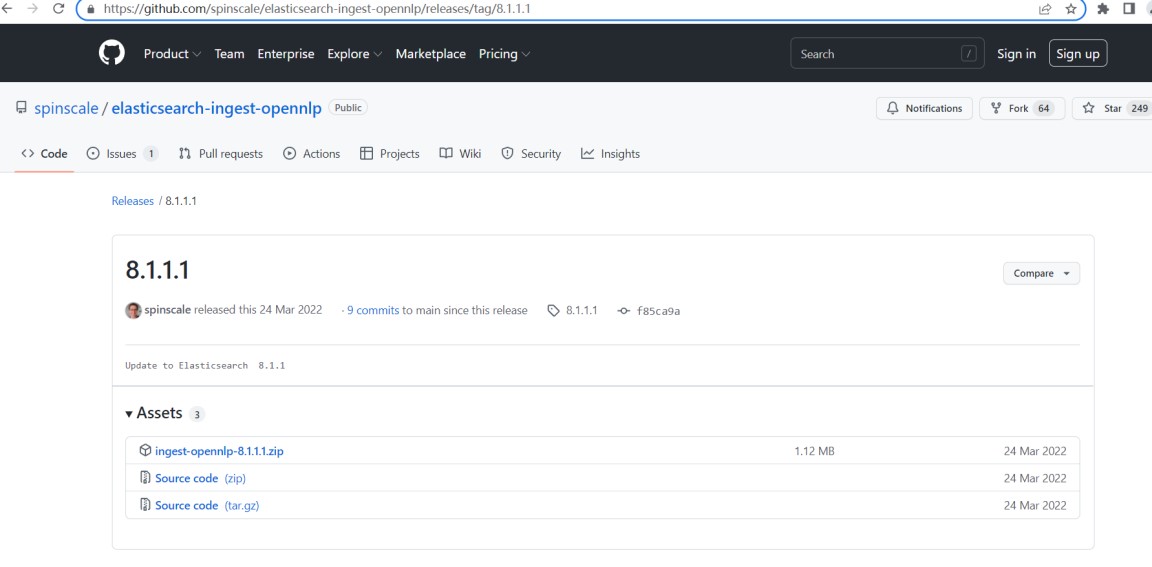 https://github.com/spinscale/elasticsearch-ingest-opennlp/releases/tag/8.1.1.1
Product Team Enterprise Explore Marketplace Pricing Search / Sign in Sign up
spinscale / elasticsearch-ingest-opennlp Public Notifications Fork 64 Star 249
<> Code Issues 1 Pull requests Actions Projects Wiki Security Insights
Releases / 8.1.1.1
8.1.1.1
Compare
spinscale released this 24 Mar 2022 · 9 commits to main since this release 8.1.1.1 f85ca9a
Update to Elasticsearch 8.1.1
Assets 3
ingest-opennlp-8.1.1.1.zip 1.12 MB 24 Mar 2022
Source code (zip) 24 Mar 2022
Source code (tar.gz) 24 Mar 2022